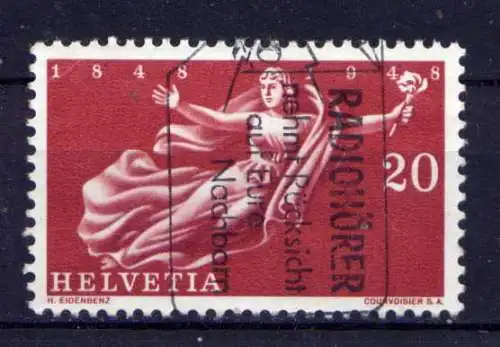 1848 1948
20
HELVETIA
H. EIDENBENZ COURVOISIER S.A.
RADIOHÖRER
nehmt Rücksicht
auf Eure
Nachbarn